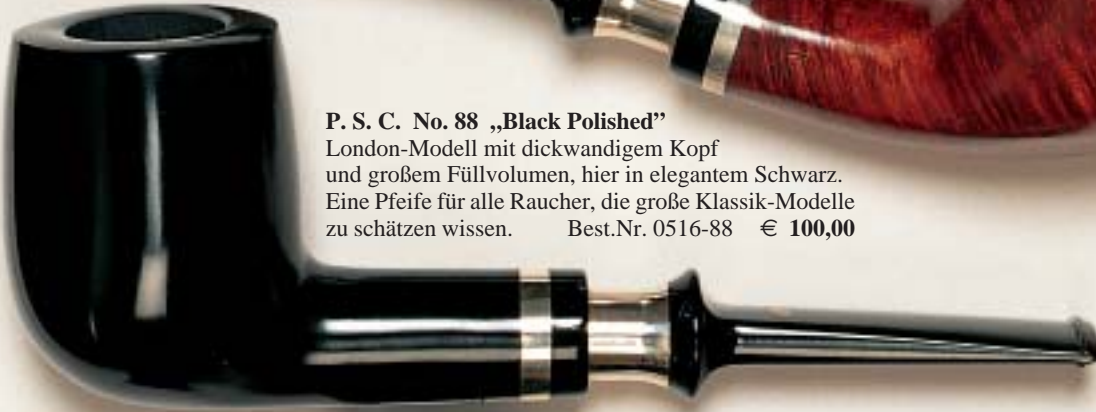 P. S. C. No. 88 „Black Polished”
London-Modell mit dickwandigem Kopf
und großem Füllvolumen, hier in elegantem Schwarz.
Eine Pfeife für alle Raucher, die große Klassik-Modelle
zu schätzen wissen. Best.Nr. 0516-88 € 100,00